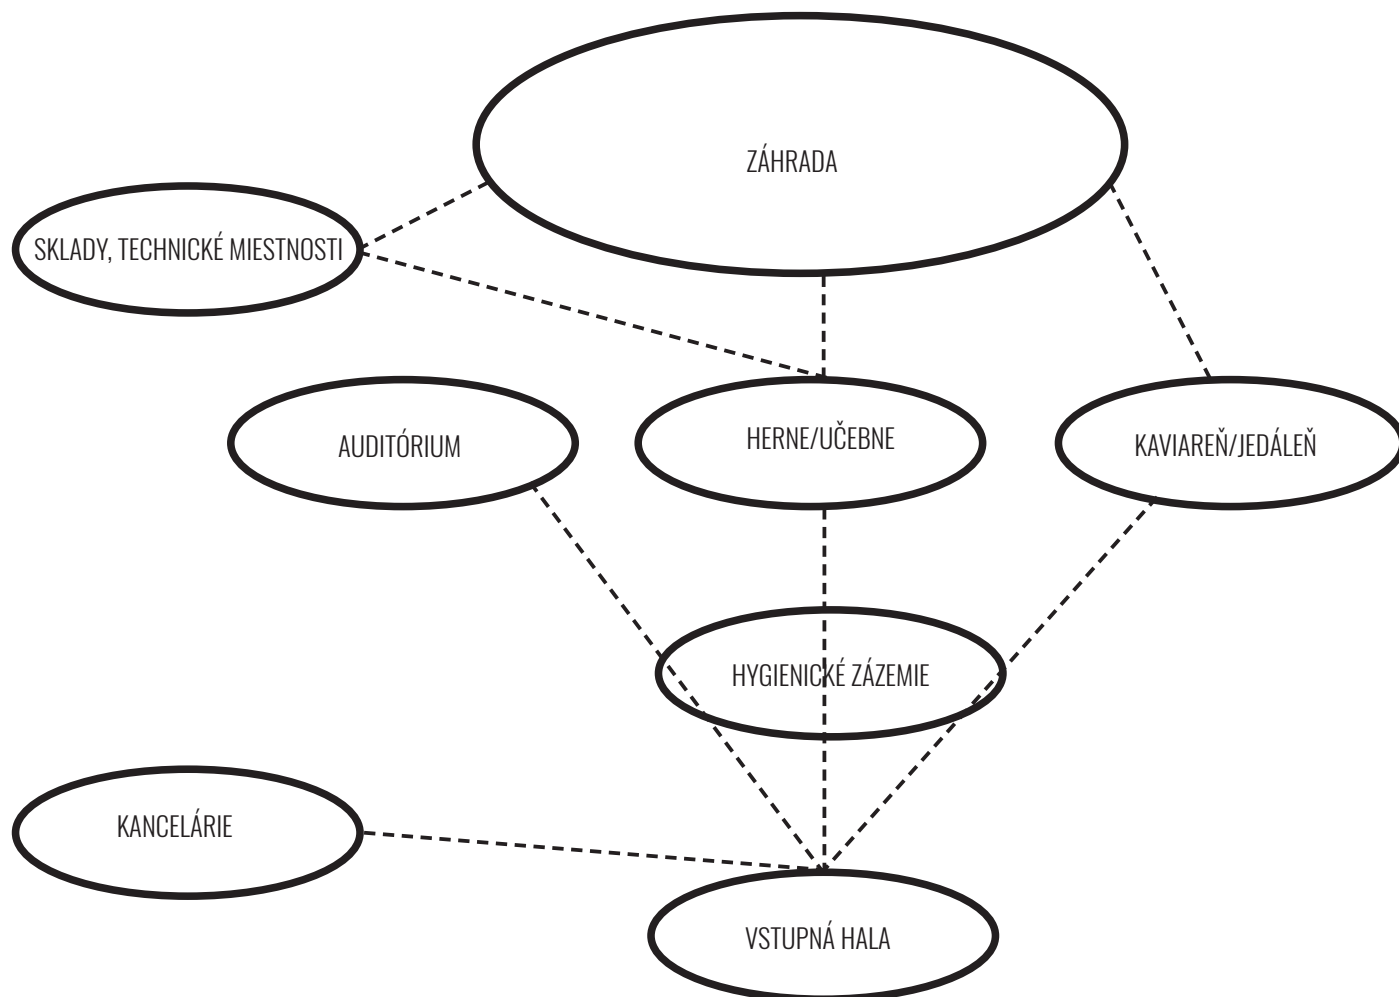 ZÁHRADA
SKLADY, TECHNICKÉ MIESTNOSTI
AUDITÓRIUM
HERNE/UČEBNE
KAVIAREŇ/JEDÁLEŇ
HYGIENICKÉ ZÁZEMIE
KANCELÁRIE
VSTUPNÁ HALA